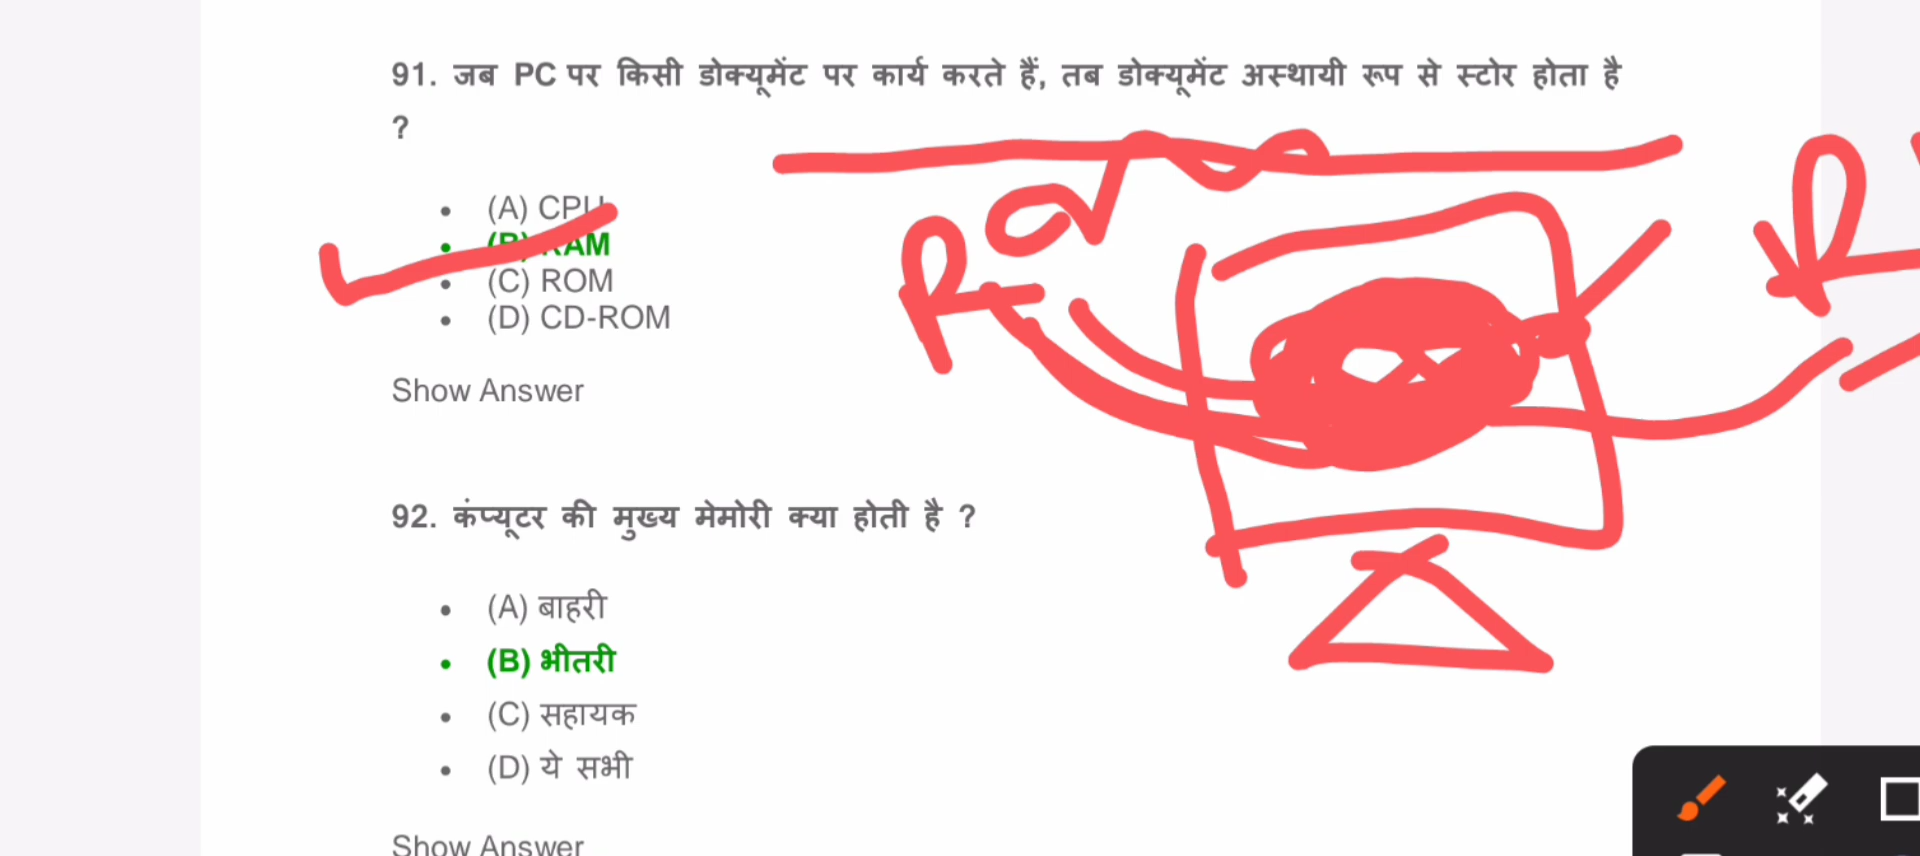 91. जब PC पर किसी डोक्यूमेंट पर कार्य करते हैं, तब डोक्यूमेंट अस्थायी रूप से स्टोर होता है
?
(A) CPU
(B) RAM
(C) ROM
(D) CD-ROM
Show Answer
92. कंप्यूटर की मुख्य मेमोरी क्या होती है ?
(A) बाहरी
(B) भीतरी
(C) सहायक
(D) ये सभी
Show Answer